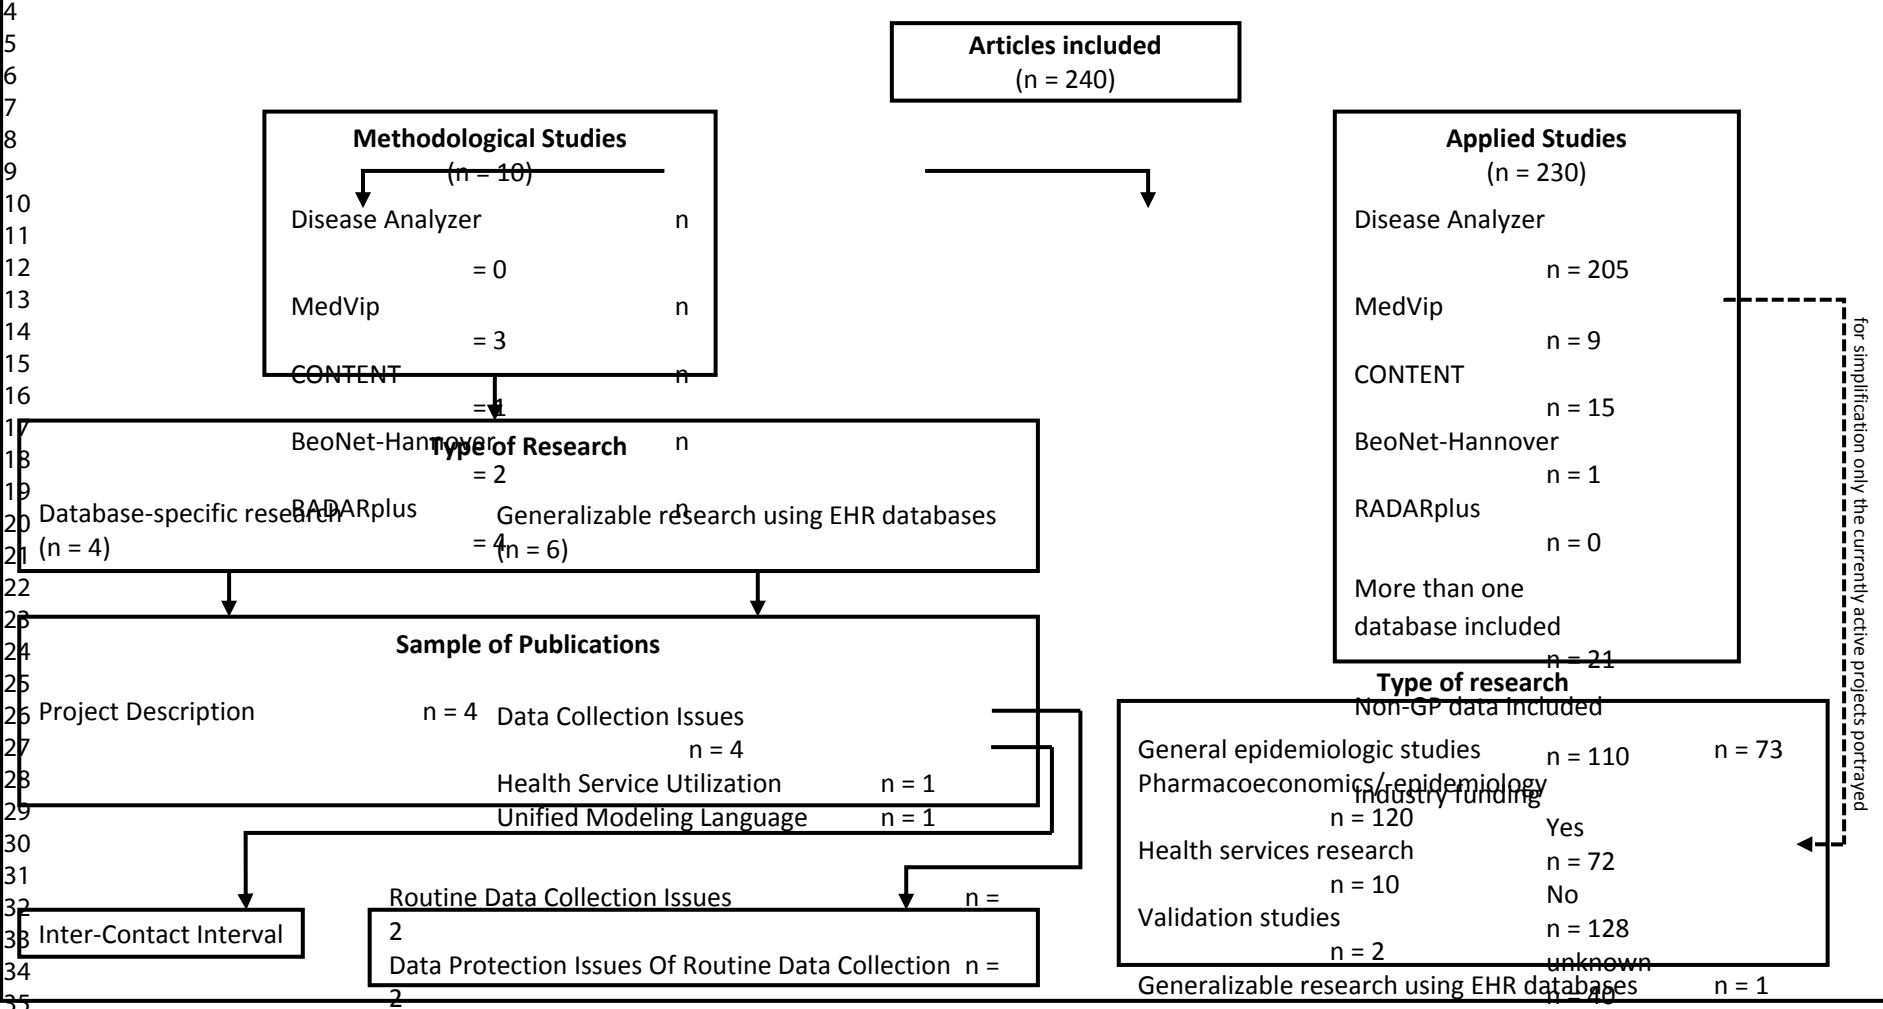 4
5
6
7
8
9
10
11
12
13
14
15
16
17
18
19
20
21
22
23
24
25
26
27
28
29
30
31
32
33
34
35
Articles included
(n = 240)
Methodological Studies
(n = 10)
Disease Analyzer n
= 0
MedVip n
= 3
CONTENT n
= 1
BeoNet-Hannover n
= 2
RADARplus n
= 4
Type of Research
Database-specific research
(n = 4)
Generalizable research using EHR databases
(n = 6)
Sample of Publications
Project Description n = 4
Data Collection Issues
n = 4
Health Service Utilization n = 1
Unified Modeling Language n = 1
Inter-Contact Interval
Routine Data Collection Issues n =
2
Data Protection Issues Of Routine Data Collection n =
2
Applied Studies
(n = 230)
Disease Analyzer
n = 205
MedVip
n = 9
CONTENT
n = 15
BeoNet-Hannover
n = 1
RADARplus
n = 0
More than one
database included
n = 21
Non-GP data included
n = 110
Industry funding
Yes
n = 72
No
n = 128
unknown
n = 40
Type of research
General epidemiologic studies n = 73
Pharmacoeconomics/-epidemiology
n = 120
Health services research
n = 10
Validation studies
n = 2
Generalizable research using EHR databases n = 1
for simplification only the currently active projects portrayed